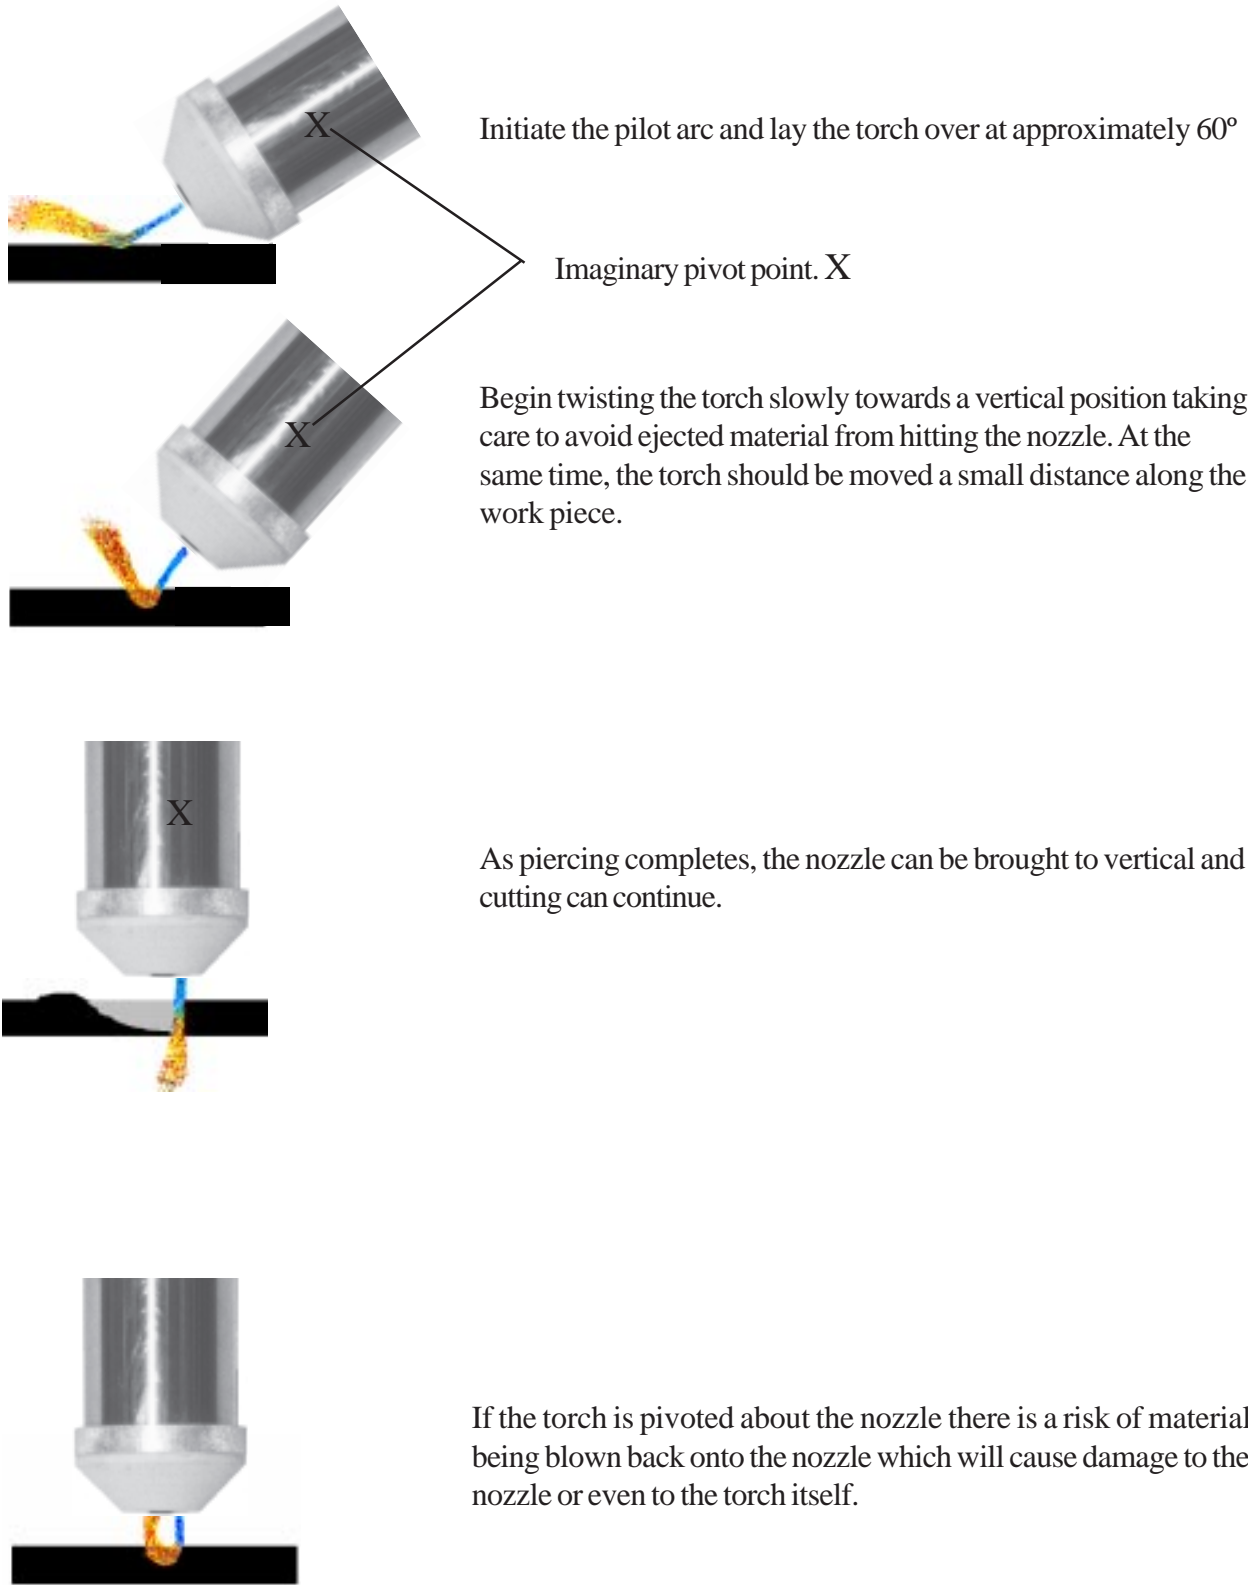 X
Initiate the pilot arc and lay the torch over at approximately 60º
Imaginary pivot point. X
X
Begin twisting the torch slowly towards a vertical position taking
care to avoid ejected material from hitting the nozzle. At the
same time, the torch should be moved a small distance along the
work piece.
X
As piercing completes, the nozzle can be brought to vertical and
cutting can continue.
If the torch is pivoted about the nozzle there is a risk of material
being blown back onto the nozzle which will cause damage to the
nozzle or even to the torch itself.